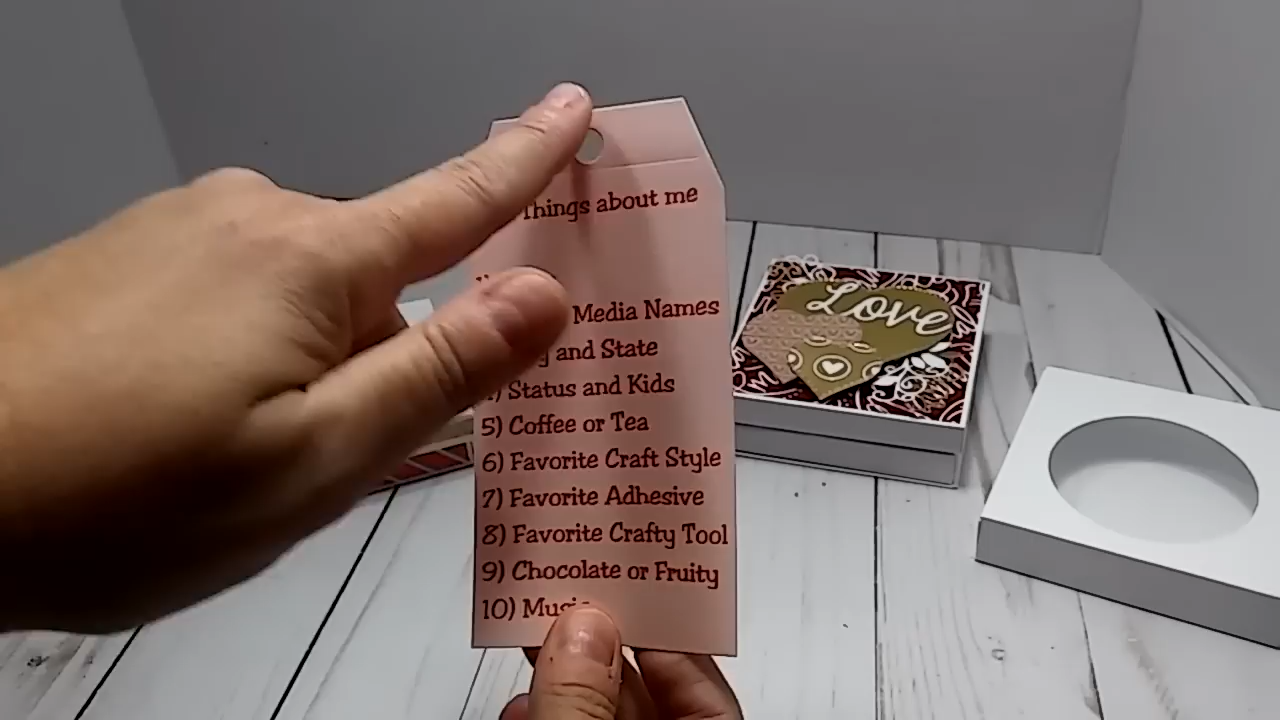 Things about me
Media Names
and State
Status and Kids
5) Coffee or Tea
6) Favorite Craft Style
7) Favorite Adhesive
8) Favorite Crafty Tool
9) Chocolate or Fruity
10) Music
Love